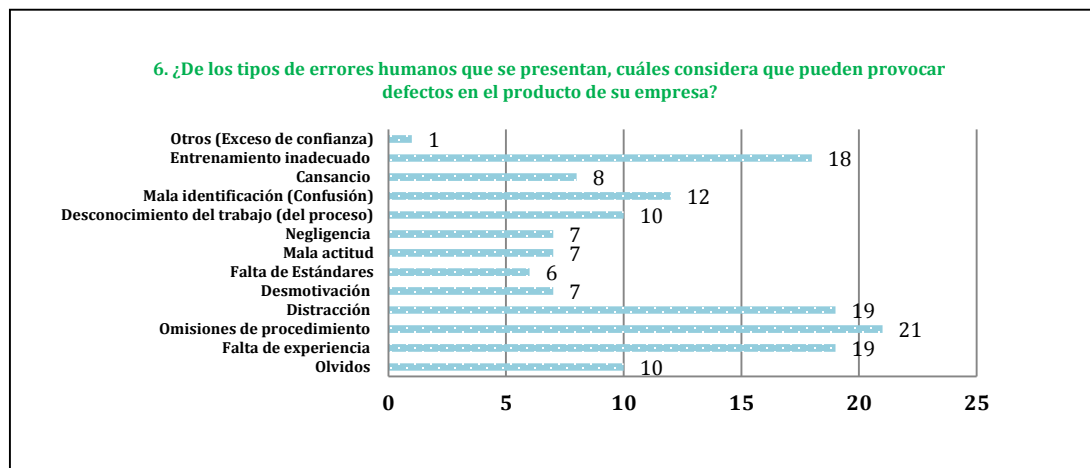 6. ¿De los tipos de errores humanos que se presentan, cuáles considera que pueden provocar
defectos en el producto de su empresa?
Otros (Exceso de confianza) 1
Entrenamiento inadecuado 18
Cansancio 8
Mala identificación (Confusión) 12
Desconocimiento del trabajo (del proceso) 10
Negligencia 7
Mala actitud 7
Falta de Estándares 6
Desmotivación 7
Distracción 19
Omisiones de procedimiento 21
Falta de experiencia 19
Olvidos 10
0 5 10 15 20 25